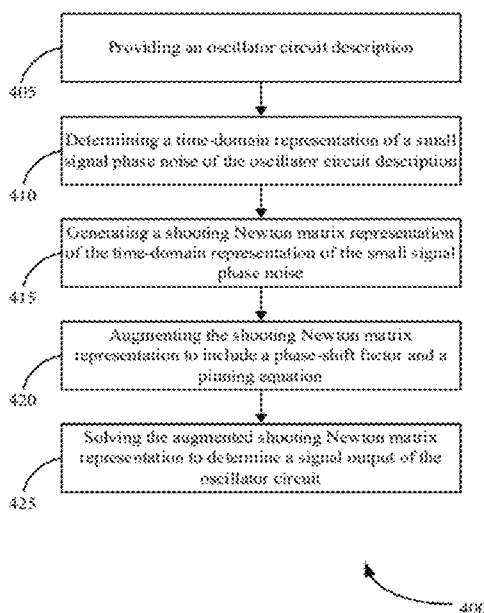 Providing an oscillator circuit description
405
Determining a time-domain representation of a small
signal phase noise of the oscillator circuit description
410
Generating a shooting Newton matrix representation
of the time-domain representation of the small signal
phase noise
415
Augmenting the shooting Newton matrix
representation to include a phase-shift factor and a
pinning equation
420
Solving the augmented shooting Newton matrix
representation to determine a signal output of the
oscillator circuit
425
400